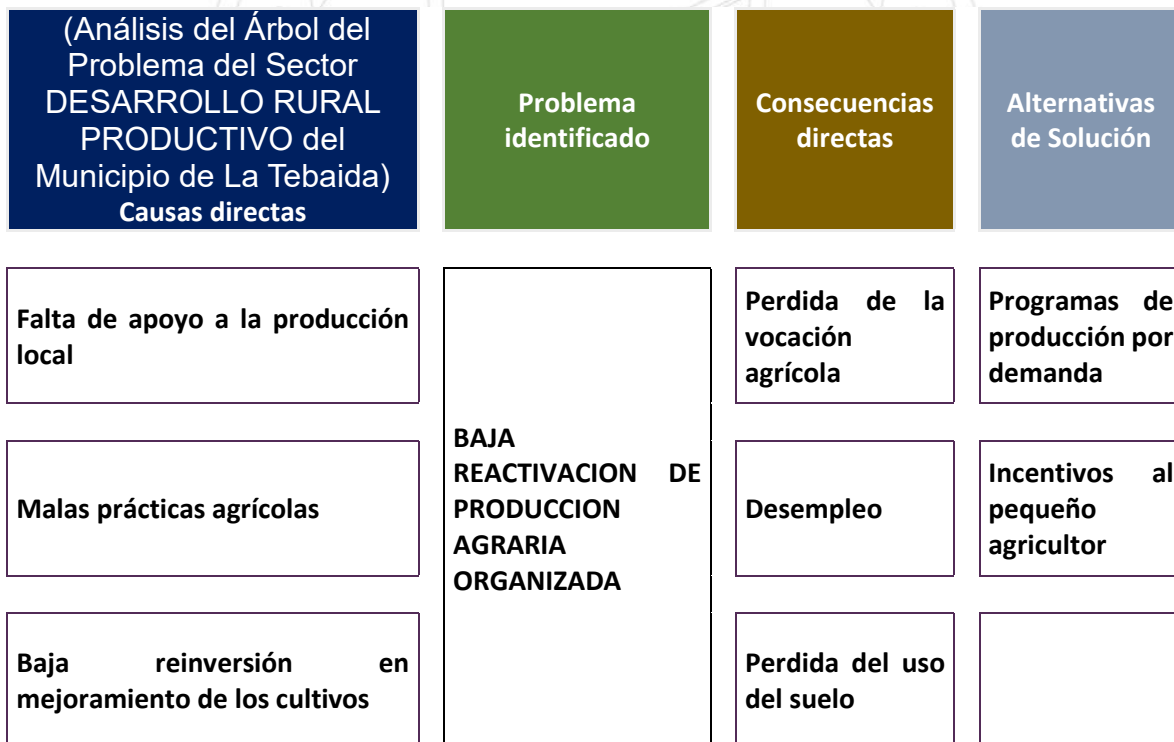 (Análisis del Árbol del
Problema del Sector
DESARROLLO RURAL
PRODUCTIVO del
Municipio de La Tebaida)
Causas directas
Problema
identificado
Consecuencias
directas
Alternativas
de Solución
Falta de apoyo a la producción
local
Malas prácticas agrícolas
Baja reinversión en
mejoramiento de los cultivos
BAJA
REACTIVACION DE
PRODUCCION
AGRARIA
ORGANIZADA
Perdida de la
vocación
agrícola
Desempleo
Perdida del uso
del suelo
Programas de
producción por
demanda
Incentivos al
pequeño
agricultor